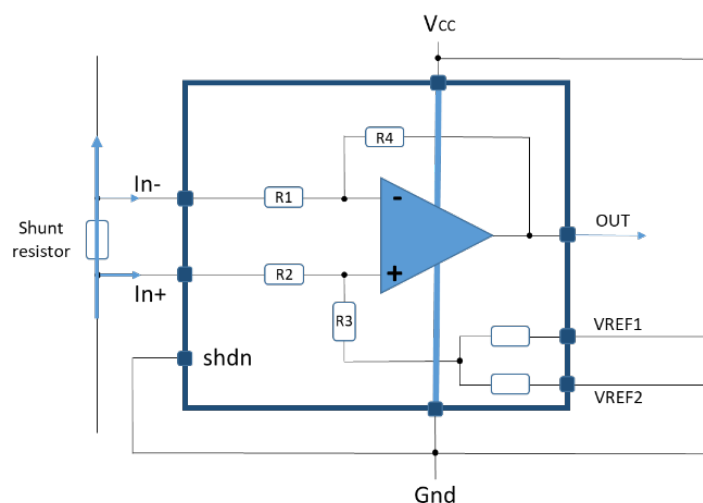 Vcc
R4
In-
R1
-
Shunt
resistor
OUT
R2
+
In+
R3
VREF1
shdn
VREF2
Gnd